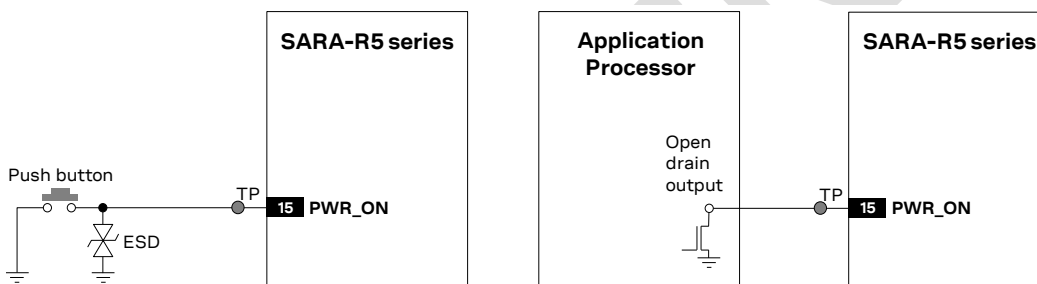 SARA-R5 series
Push button
TP
15 PWR_ON
ESD
Application
Processor
Open
drain
output
TP
SARA-R5 series
15 PWR_ON